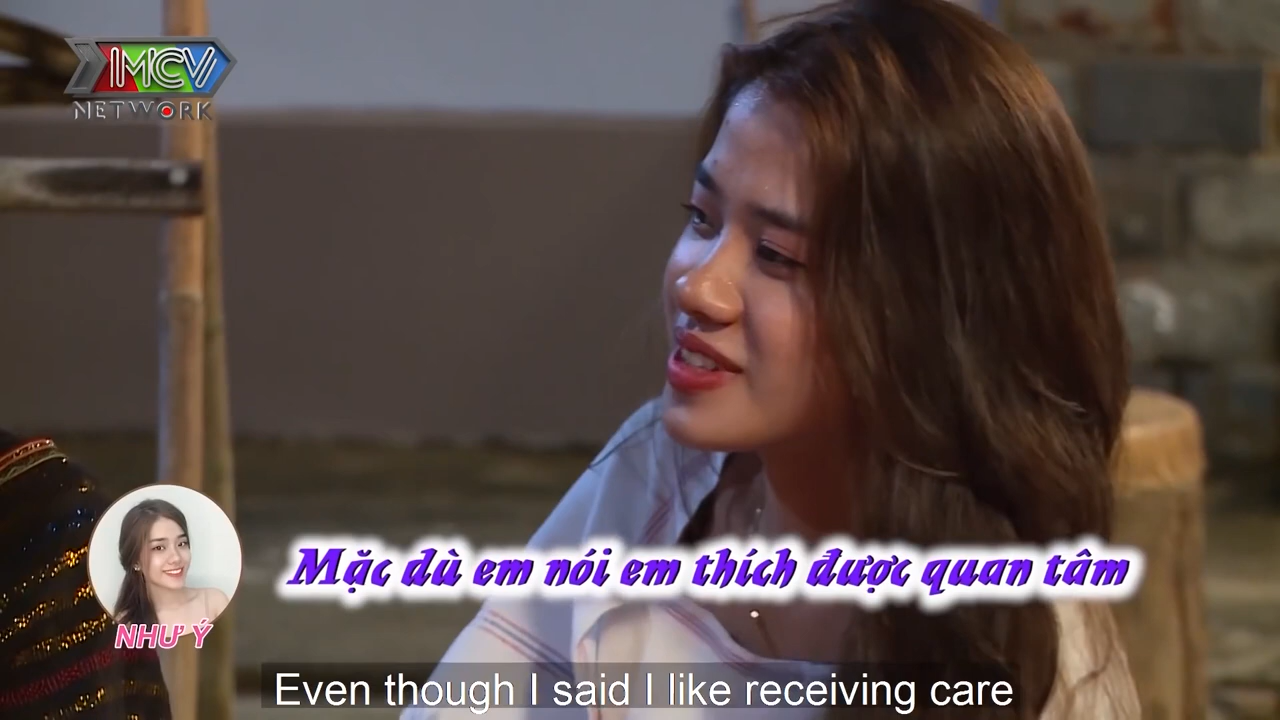 MCV
NETWORK
Mặc dù em nói em thích được quan tâm
NHƯ Ý
Even though I said I like receiving care